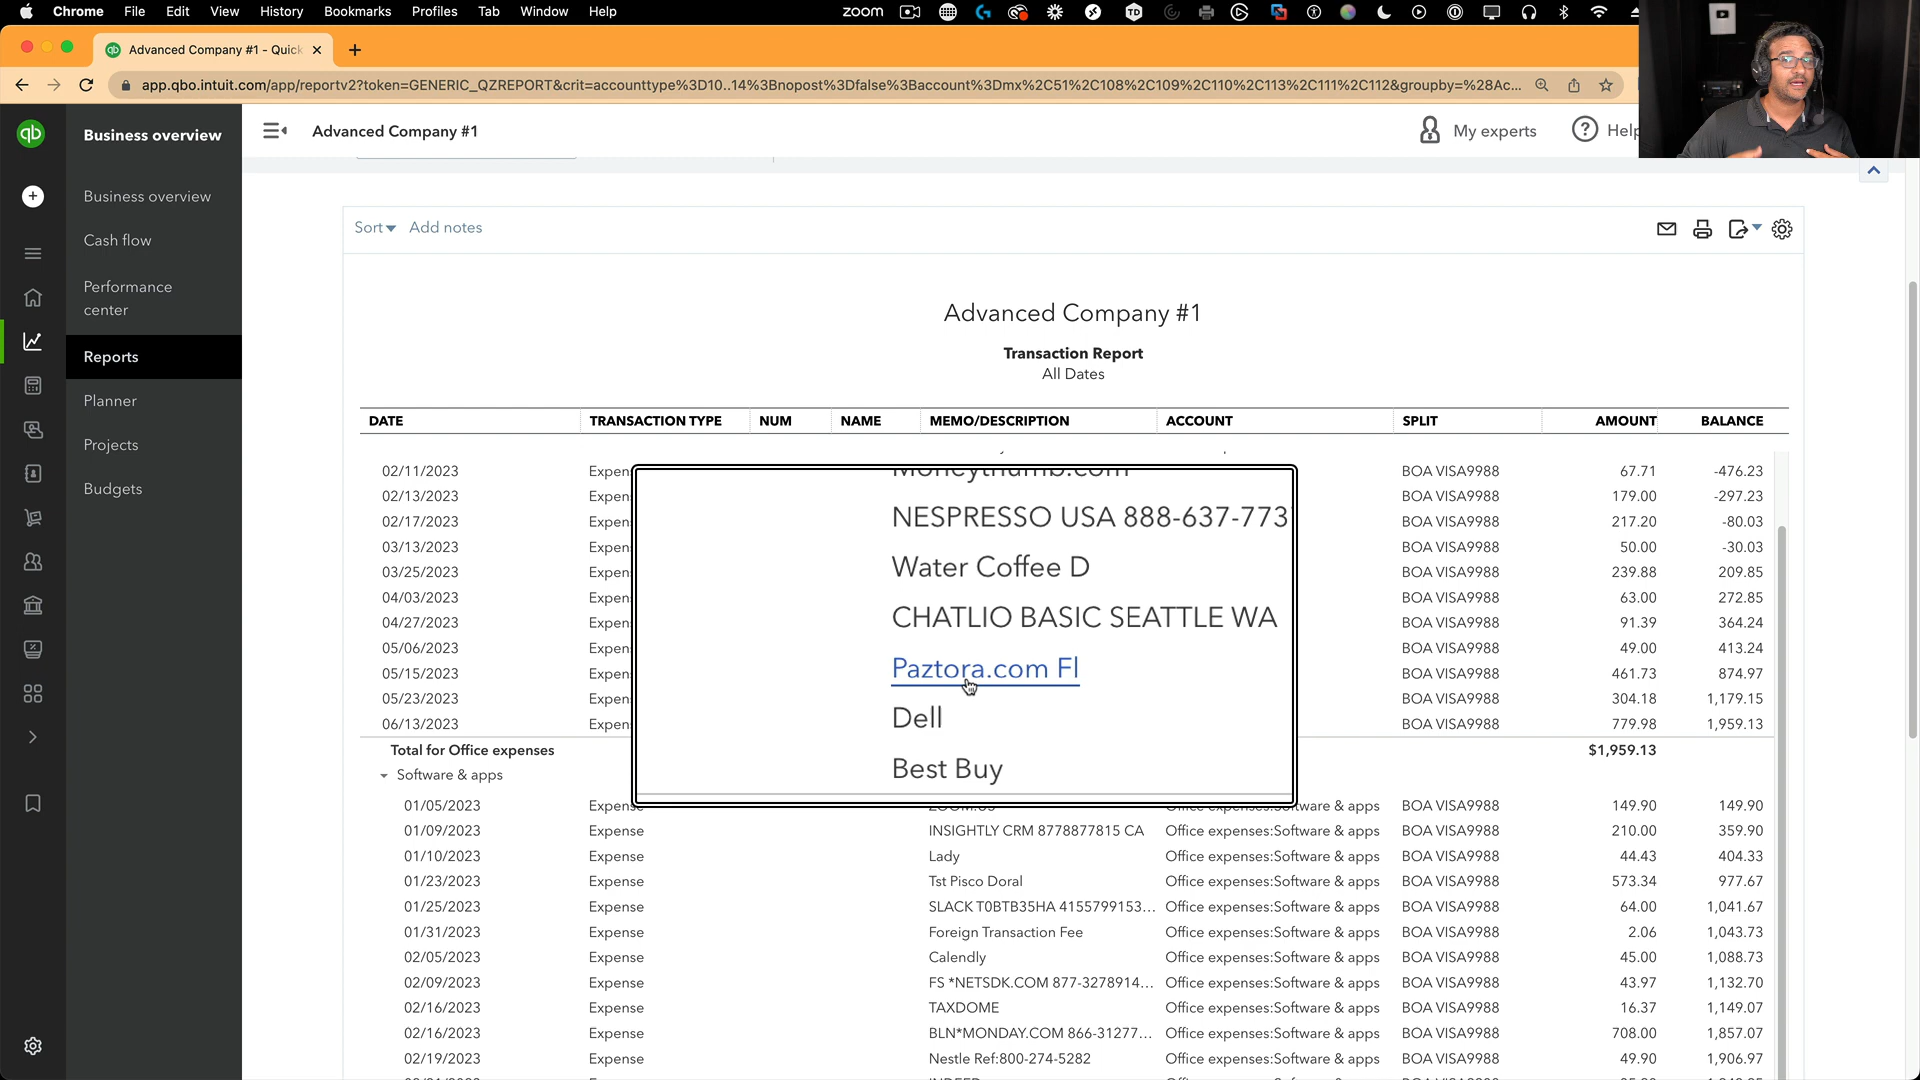 Chrome File Edit View History Bookmarks Profiles Tab Window Help zoom
Advanced Company #1 - Quick
app.qbo.intuit.com/app/reportv2?token=GENERIC_QZREPORT&crit=accounttype%3D10..14%3Bnopost%3Dfalse%3Baccount%3Dmx%2C51%2C108%2C109%2C110%2C113%2C111%2C112&groupby=%28Ac...
qb Business overview
Advanced Company #1 My experts Help
Business overview
Cash flow
Performance
center
Reports
Planner
Projects
Budgets
Sort Add notes
Advanced Company #1
Transaction Report
All Dates
DATE TRANSACTION TYPE NUM NAME MEMO/DESCRIPTION ACCOUNT SPLIT AMOUNT BALANCE
02/11/2023 Expen BOA VISA9988 67.71 -476.23
02/13/2023 Expen BOA VISA9988 179.00 -297.23
02/17/2023 Expen BOA VISA9988 217.20 -80.03
03/13/2023 Expen BOA VISA9988 50.00 -30.03
03/25/2023 Expen BOA VISA9988 239.88 209.85
04/03/2023 Expen BOA VISA9988 63.00 272.85
04/27/2023 Expen BOA VISA9988 91.39 364.24
05/06/2023 Expen BOA VISA9988 49.00 413.24
05/15/2023 Expen BOA VISA9988 461.73 874.97
05/23/2023 Expen BOA VISA9988 304.18 1,179.15
06/13/2023 Expen BOA VISA9988 779.98 1,959.13
Moneythumb.com
NESPRESSO USA 888-637-773
Water Coffee D
CHATLIO BASIC SEATTLE WA
Paztora.com Fl
Dell
Best Buy
Total for Office expenses $1,959.13
Software & apps
01/05/2023 Expense ZOOM.US Office expenses:Software & apps BOA VISA9988 149.90 149.90
01/09/2023 Expense INSIGHTLY CRM 8778877815 CA Office expenses:Software & apps BOA VISA9988 210.00 359.90
01/10/2023 Expense Lady Office expenses:Software & apps BOA VISA9988 44.43 404.33
01/23/2023 Expense Tst Pisco Doral Office expenses:Software & apps BOA VISA9988 573.34 977.67
01/25/2023 Expense SLACK T0BTB35HA 4155799153... Office expenses:Software & apps BOA VISA9988 64.00 1,041.67
01/31/2023 Expense Foreign Transaction Fee Office expenses:Software & apps BOA VISA9988 2.06 1,043.73
02/05/2023 Expense Calendly Office expenses:Software & apps BOA VISA9988 45.00 1,088.73
02/09/2023 Expense FS *NETSDK.COM 877-3278914... Office expenses:Software & apps BOA VISA9988 43.97 1,132.70
02/16/2023 Expense TAXDOME Office expenses:Software & apps BOA VISA9988 16.37 1,149.07
02/16/2023 Expense BLN*MONDAY.COM 866-31277... Office expenses:Software & apps BOA VISA9988 708.00 1,857.07
02/19/2023 Expense Nestle Ref:800-274-5282 Office expenses:Software & apps BOA VISA9988 49.90 1,906.97